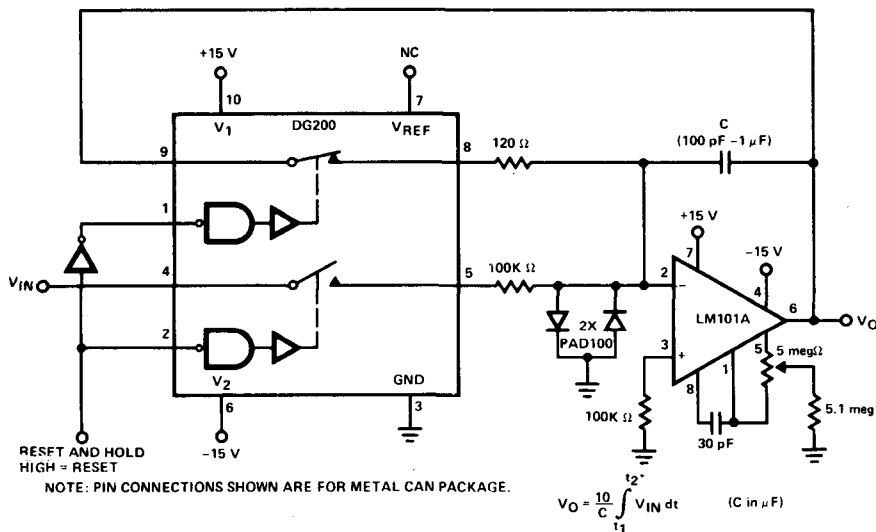 +15 V
NC
10
7
V1
DG200
VREF
9
8
120 Ω
C
(100 pF –1 μF)
1
+15 V
7
–15 V
VIN
4
5
100K Ω
2
4
6
VO
LM101A
2X
PAD100
3
5
5 megΩ
2
1
8
V2
GND
100K Ω
30 pF
5.1 meg
6
3
–15 V
RESET AND HOLD
HIGH = RESET
NOTE: PIN CONNECTIONS SHOWN ARE FOR METAL CAN PACKAGE.
VO = 10/C ∫ t1 t2 VIN dt (C in μF)